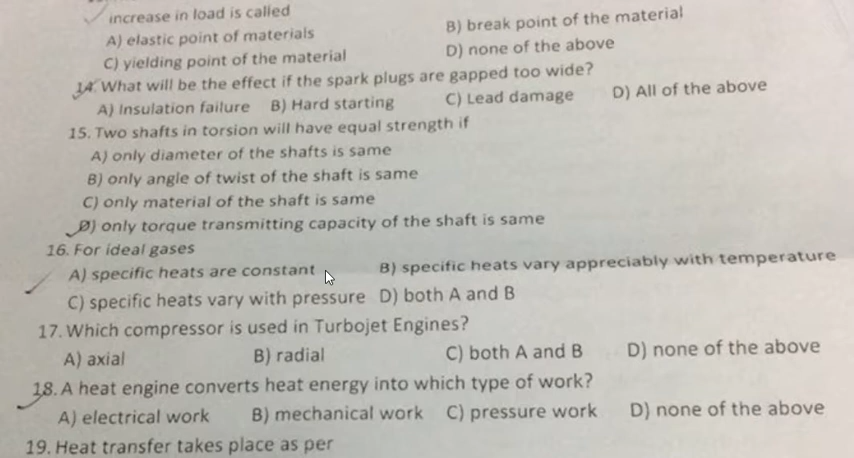 increase in load is called
A) elastic point of materials B) break point of the material
C) yielding point of the material D) none of the above
14. What will be the effect if the spark plugs are gapped too wide?
A) Insulation failure B) Hard starting C) Lead damage D) All of the above
15. Two shafts in torsion will have equal strength if
A) only diameter of the shafts is same
B) only angle of twist of the shaft is same
C) only material of the shaft is same
D) only torque transmitting capacity of the shaft is same
16. For ideal gases
A) specific heats are constant B) specific heats vary appreciably with temperature
C) specific heats vary with pressure D) both A and B
17. Which compressor is used in Turbojet Engines?
A) axial B) radial C) both A and B D) none of the above
18. A heat engine converts heat energy into which type of work?
A) electrical work B) mechanical work C) pressure work D) none of the above
19. Heat transfer takes place as per